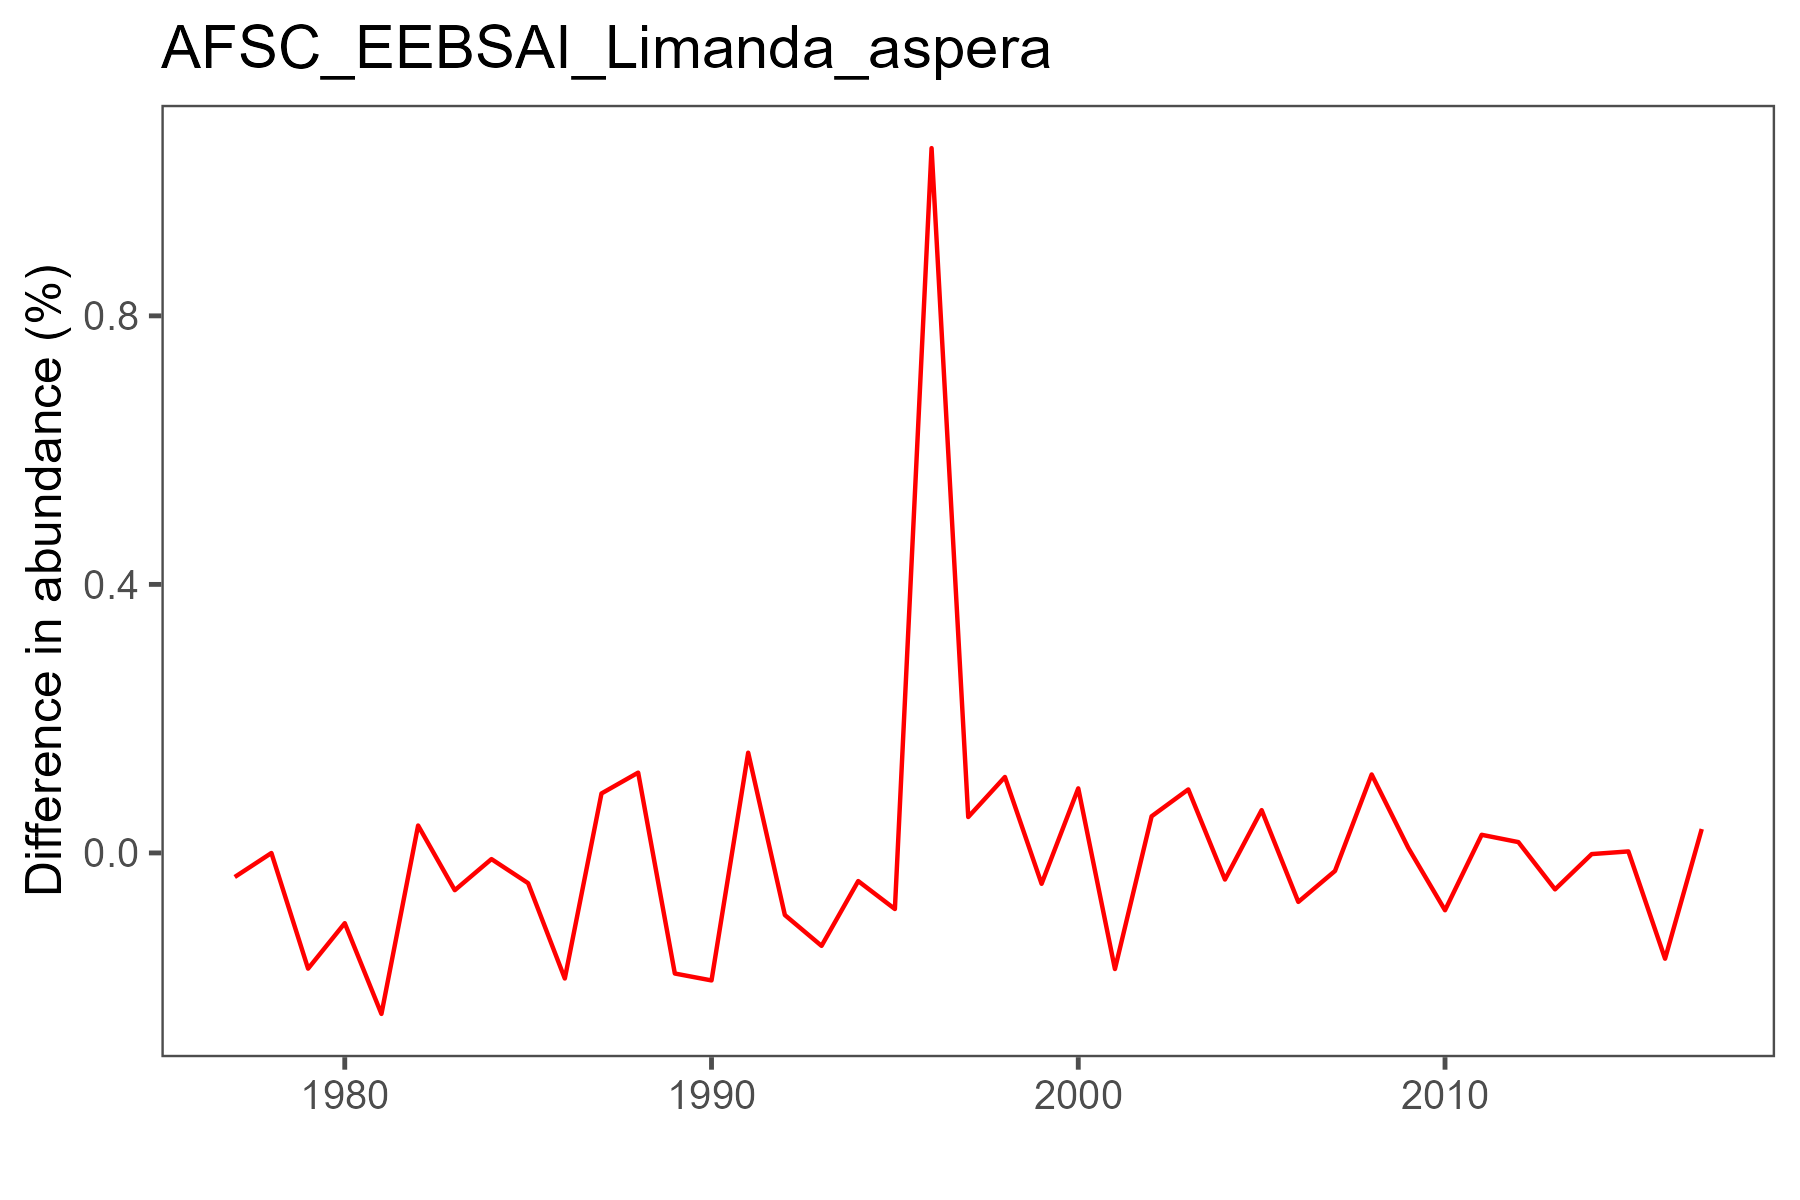 AFSC_EEBSAI_Limanda_aspera
Difference in abundance (%)
0.8
0.4
0.0
1980 1990 2000 2010